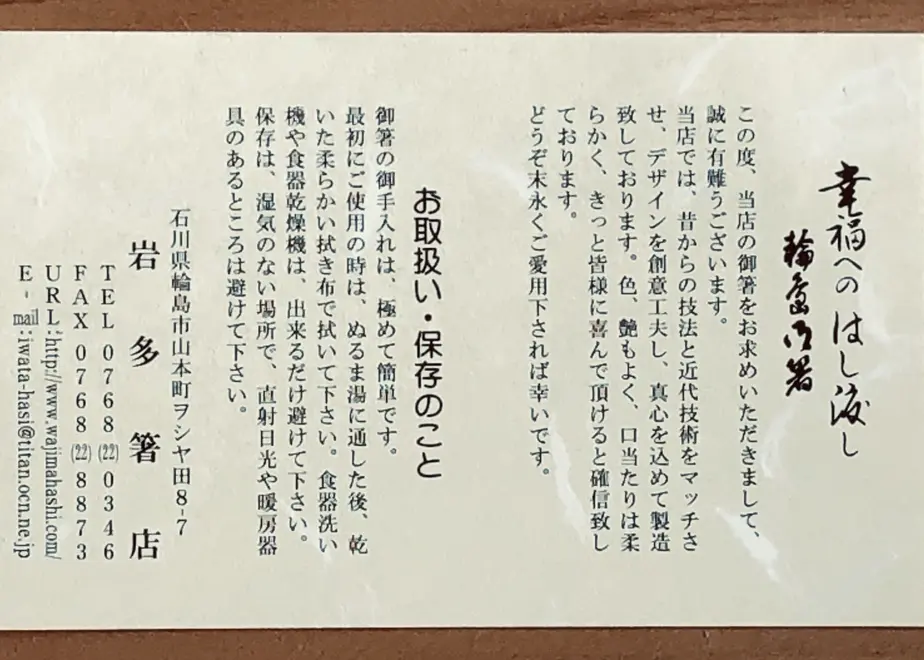 幸福へのはし渡し
輪島御箸
この度、当店の御箸をお求めいただきまして、
誠に有難うございます。
当店では、昔からの技法と近代技術をマッチさ
せ、デザインを創意工夫し、真心を込めて製造
致しております。色、艶もよく、口当たりは柔
らかく、きっと皆様に喜んで頂けると確信致し
ております。
どうぞ末永くご愛用下されば幸いです。
お取扱い・保存のこと
御箸の御手入れは、極めて簡単です。
最初にご使用の時は、ぬるま湯に通した後、乾
いた柔らかい拭き布で拭いて下さい。食器洗い
機や食器乾燥機は、出来るだけ避けて下さい。
保存は、湿気のない場所で、直射日光や暖房器
具のあるところは避けて下さい。
石川県輪島市山本町ヲシヤ田8-7
岩多箸店
TEL 0768(22)0346
FAX 0768(22)8873
URL:http://www.wajimahashi.com/
E-mail:iwata-hasi@titan.ocn.ne.jp